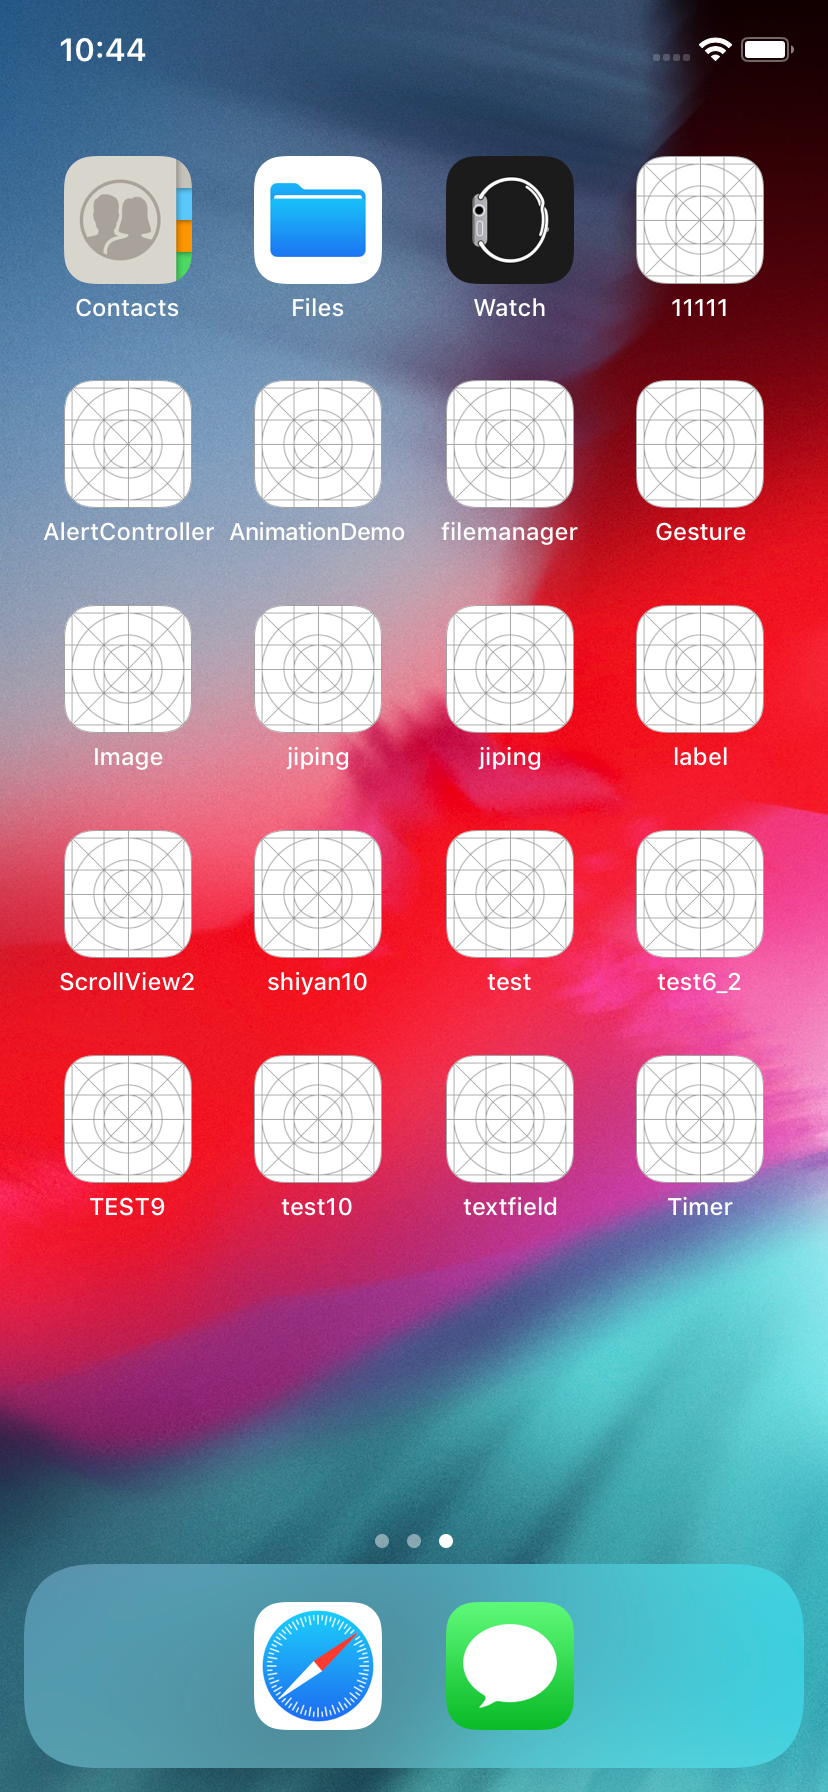 10:44
Contacts Files Watch 11111
AlertController AnimationDemo filemanager Gesture
Image jiping jiping label
ScrollView2 shiyan10 test test6_2
TEST9 test10 textfield Timer